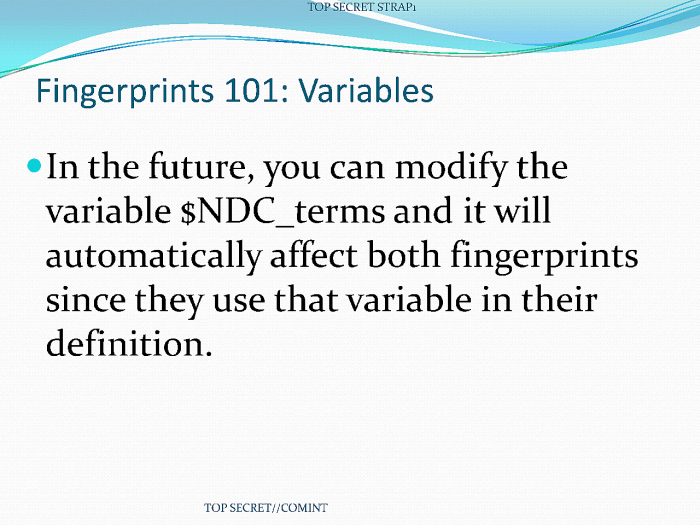 TOP SECRET STRAP1
Fingerprints 101: Variables
In the future, you can modify the
variable $NDC_terms and it will
automatically affect both fingerprints
since they use that variable in their
definition.
TOP SECRET//COMINT